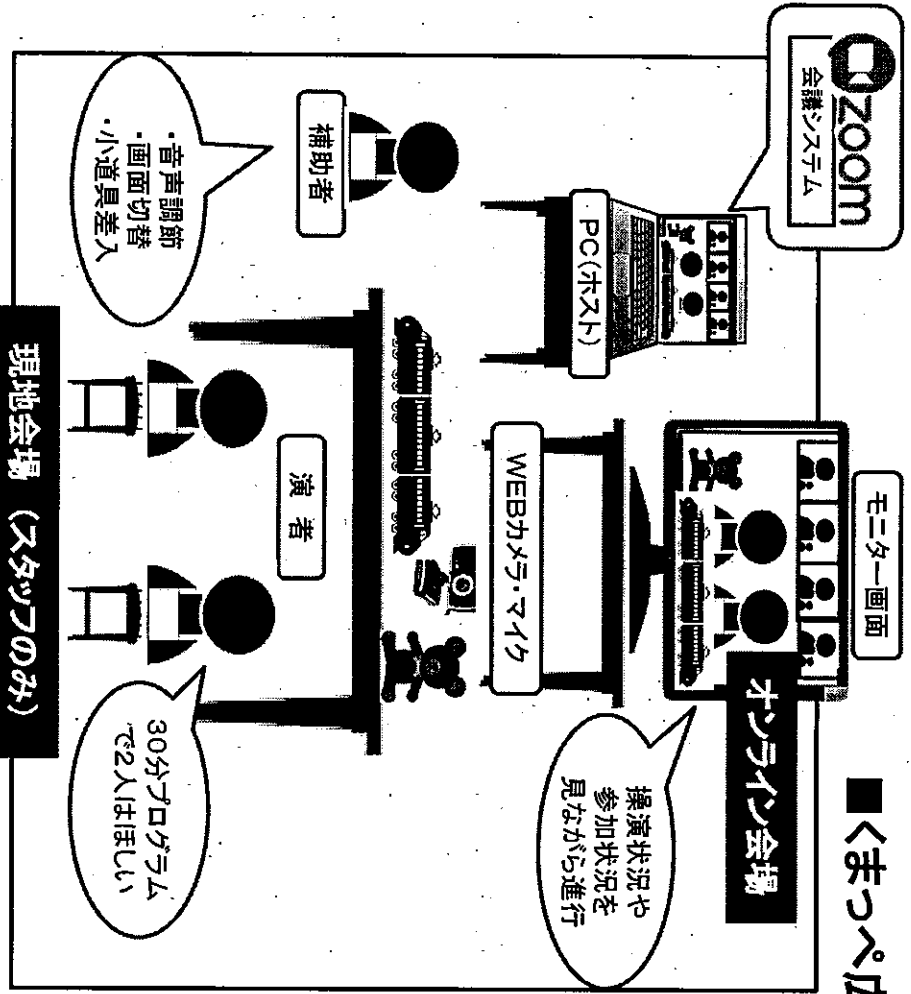 ■くまっぺ広
zoom
会議システム
モニター画面
オンライン会場
操演状況や
参加状況を
見ながら進行
PC(ホスト)
WEBカメラ・マイク
補助者
・音声調節
・画面切替
・小道具差入
演者
30分プログラム
で2人はほしい
現地会場 (スタッフのみ)